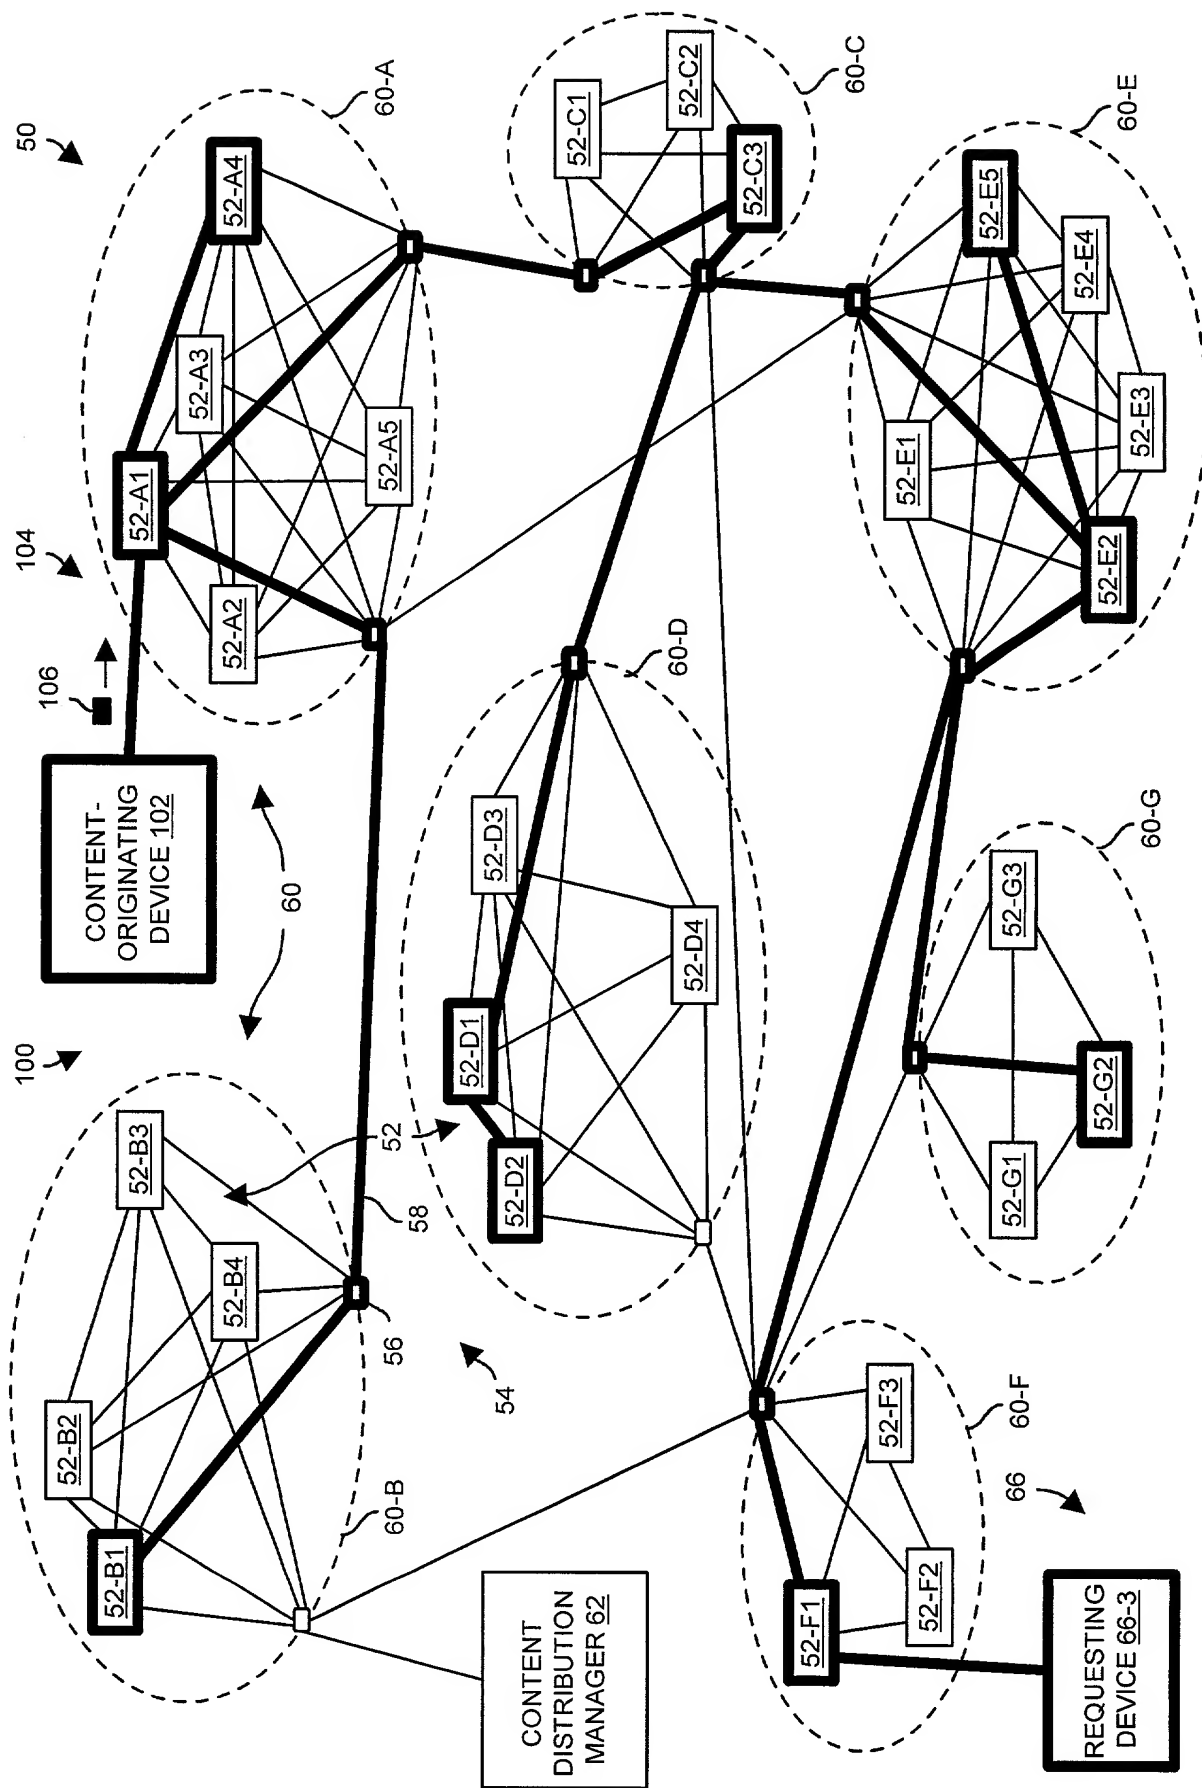 100
104
50
CONTENT-
ORIGINATING
DEVICE 102
106
60
52-A1
52-A2
52-A3
52-A4
52-A5
60-A
52-B1
52-B2
52-B3
52-B4
60-B
52
58
56
54
52-C1
52-C2
52-C3
60-C
52-D1
52-D2
52-D3
52-D4
60-D
CONTENT
DISTRIBUTION
MANAGER 62
52-E1
52-E2
52-E3
52-E4
52-E5
60-E
52-F1
52-F2
52-F3
60-F
52-G1
52-G2
52-G3
60-G
66
REQUESTING
DEVICE 66-3